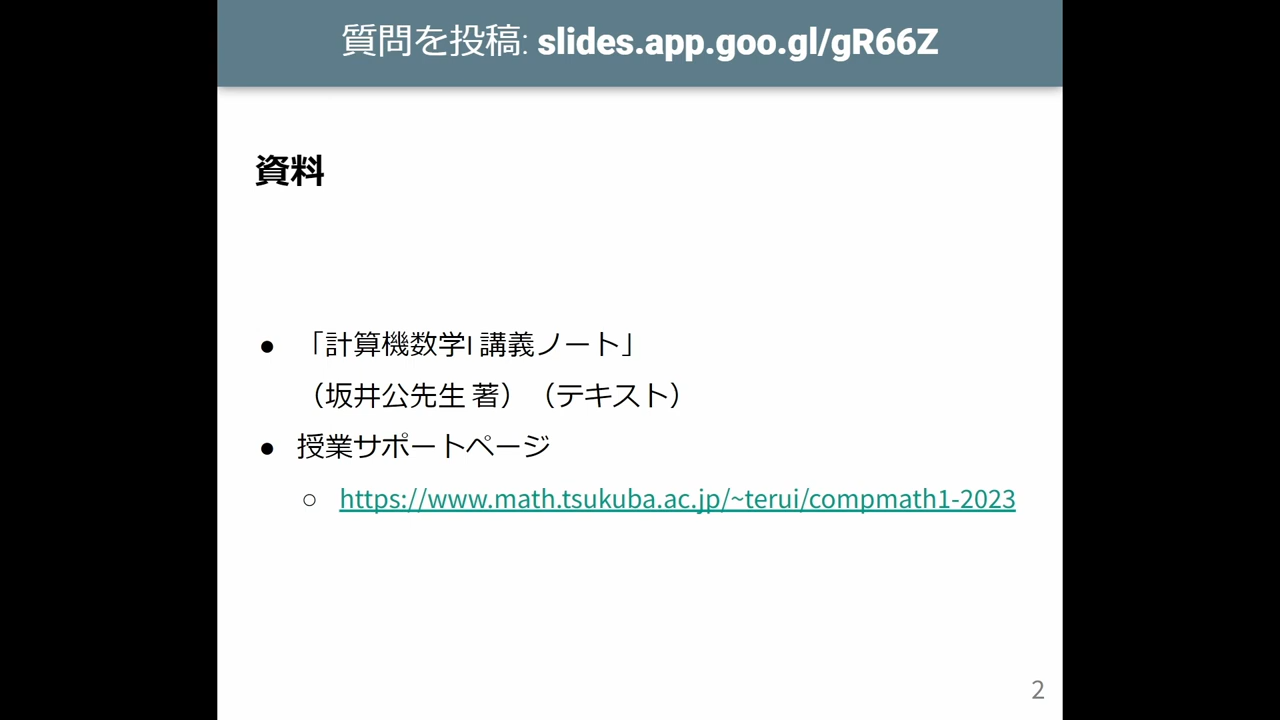 質問を投稿: slides.app.goo.gl/gR66Z
資料
● 「計算機数学I 講義ノート」
（坂井公先生 著）（テキスト）
● 授業サポートページ
○ https://www.math.tsukuba.ac.jp/~terui/compmath1-2023
2